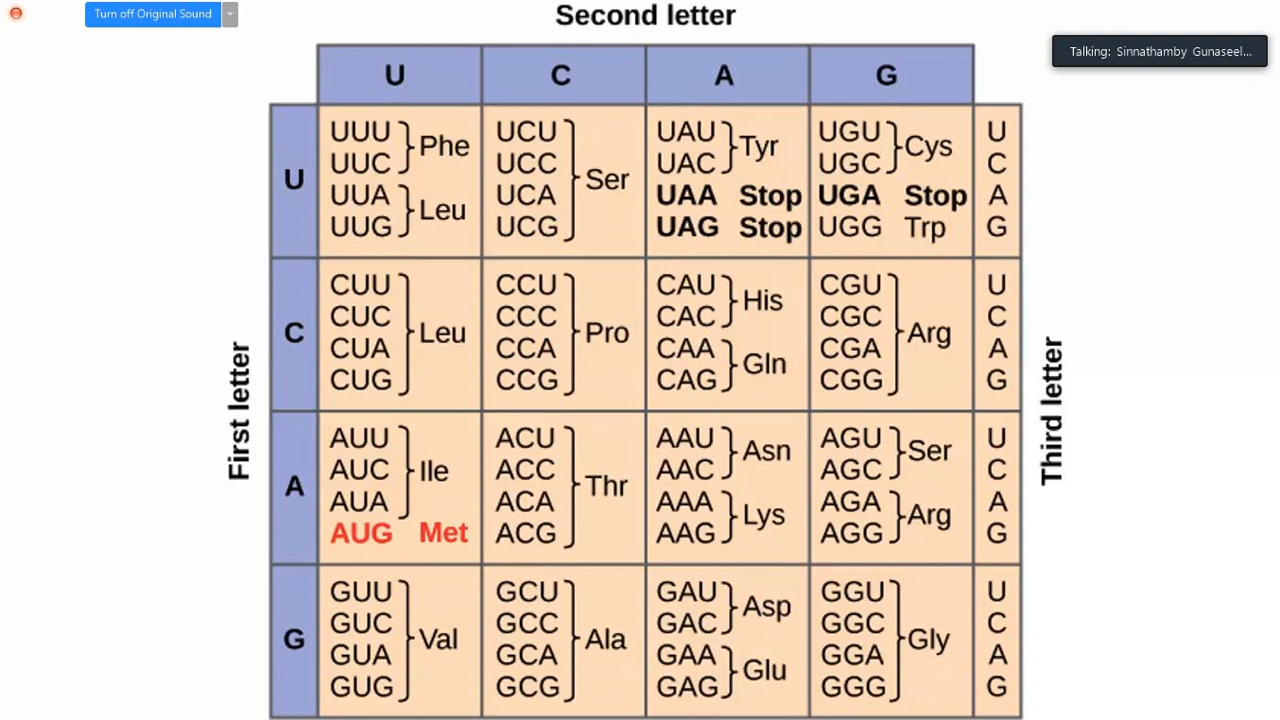 Turn off Original Sound
Second letter
Talking: Sinnathamby Gunaseel...
U C A G
UUU Phe UCU Ser UAU Tyr UGU Cys U
UUC UCC UAC UGC C
U
UUA Leu UCA UAA Stop UGA Stop A
UUG UCG UAG Stop UGG Trp G
CUU Leu CCU Pro CAU His CGU Arg U
CUC CCC CAC CGC C
C
CUA CCA CAA Gln CGA A
CUG CCG CAG CGG G
First letter
Third letter
AUU Ile ACU Thr AAU Asn AGU Ser U
AUC ACC AAC AGC C
A
AUA ACA AAA Lys AGA Arg A
AUG Met ACG AAG AGG G
GUU Val GCU Ala GAU Asp GGU Gly U
GUC GCC GAC GGC C
G
GUA GCA GAA Glu GGA A
GUG GCG GAG GGG G